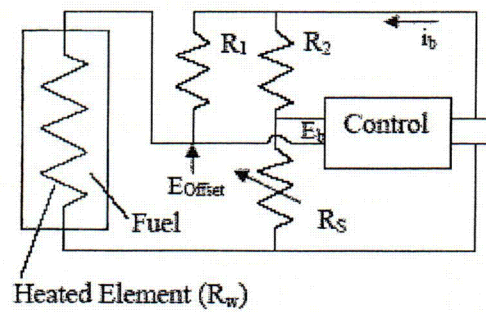 R1
R2
ib
Eb
Control
EOffset
RS
Fuel
Heated Element (Rw)